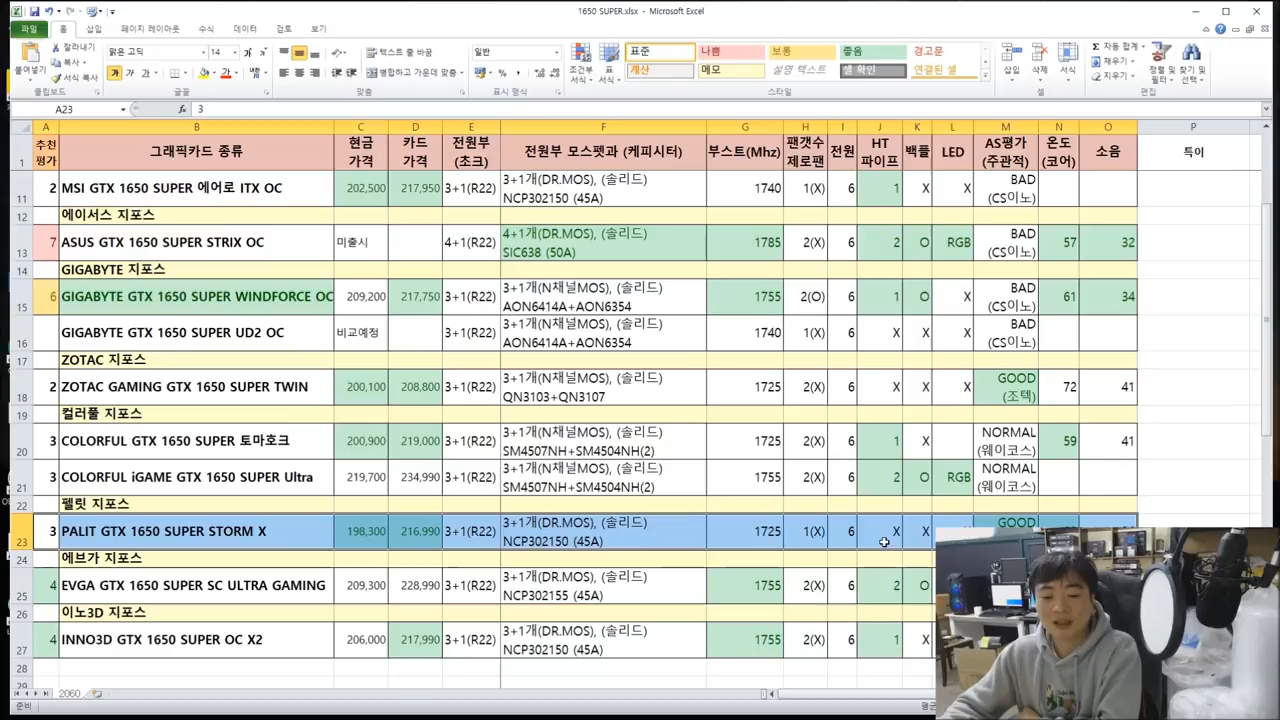 1650 SUPER.xlsx - Microsoft Excel
파일 홈 삽입 페이지 레이아웃 수식 데이터 검토 보기
붙여넣기 잘라내기 복사 서식 복사
맑은 고딕 14
텍스트 줄 바꿈
병합하고 가운데 맞춤
일반
조건부 서식 표 서식
표준 나쁨 보통 좋음 경고문
계산 메모 설명 텍스트 셀 확인 연결된 셀
삽입 삭제 서식
자동 합계 채우기 지우기
정렬 및 필터 찾기 및 선택
클립보드 글꼴 맞춤 표시 형식 스타일 셀 편집
A23 fx 3
A B C D E F G H I J K L M N O P
1 추천 평가 그래픽카드 종류 현금 가격 카드 가격 전원부 (초크) 전원부 모스펫과 (케피시터) 부스트(Mhz) 팬갯수 제로팬 전원 HT 파이프 백플 LED AS평가 (주관적) 온도 (코어) 소음 특이
11 2 MSI GTX 1650 SUPER 에어로 ITX OC 202,500 217,950 3+1(R22) 3+1개(DR.MOS), (솔리드) NCP302150 (45A) 1740 1(X) 6 1 X X BAD (CS이노)
12 에이서스 지포스
13 7 ASUS GTX 1650 SUPER STRIX OC 미출시 4+1(R22) 4+1개(DR.MOS), (솔리드) SIC638 (50A) 1785 2(X) 6 2 O RGB BAD (CS이노) 57 32
14 GIGABYTE 지포스
15 6 GIGABYTE GTX 1650 SUPER WINDFORCE OC 209,200 217,750 3+1(R22) 3+1개(N채널MOS), (솔리드) AON6414A+AON6354 1755 2(O) 6 1 O X BAD (CS이노) 61 34
16 GIGABYTE GTX 1650 SUPER UD2 OC 비교예정 3+1(R22) 3+1개(N채널MOS), (솔리드) AON6414A+AON6354 1740 1(X) 6 X X X BAD (CS이노)
17 ZOTAC 지포스
18 2 ZOTAC GAMING GTX 1650 SUPER TWIN 200,100 208,800 3+1(R22) 3+1개(N채널MOS), (솔리드) QN3103+QN3107 1725 2(X) 6 X X X GOOD (조텍) 72 41
19 컬러풀 지포스
20 3 COLORFUL GTX 1650 SUPER 토마호크 200,900 219,000 3+1(R22) 3+1개(N채널MOS), (솔리드) SM4507NH+SM4504NH(2) 1725 2(X) 6 1 X NORMAL (웨이코스) 59 41
21 3 COLORFUL iGAME GTX 1650 SUPER Ultra 219,700 234,990 3+1(R22) 3+1개(N채널MOS), (솔리드) SM4507NH+SM4504NH(2) 1755 2(X) 6 2 O RGB NORMAL (웨이코스)
22 펠릿 지포스
23 3 PALIT GTX 1650 SUPER STORM X 198,300 216,990 3+1(R22) 3+1개(DR.MOS), (솔리드) NCP302150 (45A) 1725 1(X) 6 X X GOOD
24 에브가 지포스
25 4 EVGA GTX 1650 SUPER SC ULTRA GAMING 209,300 228,990 3+1(R22) 3+1개(DR.MOS), (솔리드) NCP302155 (45A) 1755 2(X) 6 2 O
26 이노3D 지포스
27 4 INNO3D GTX 1650 SUPER OC X2 206,000 217,990 3+1(R22) 3+1개(DR.MOS), (솔리드) NCP302150 (45A) 1755 2(X) 6 1 X
28
29
2060
준비